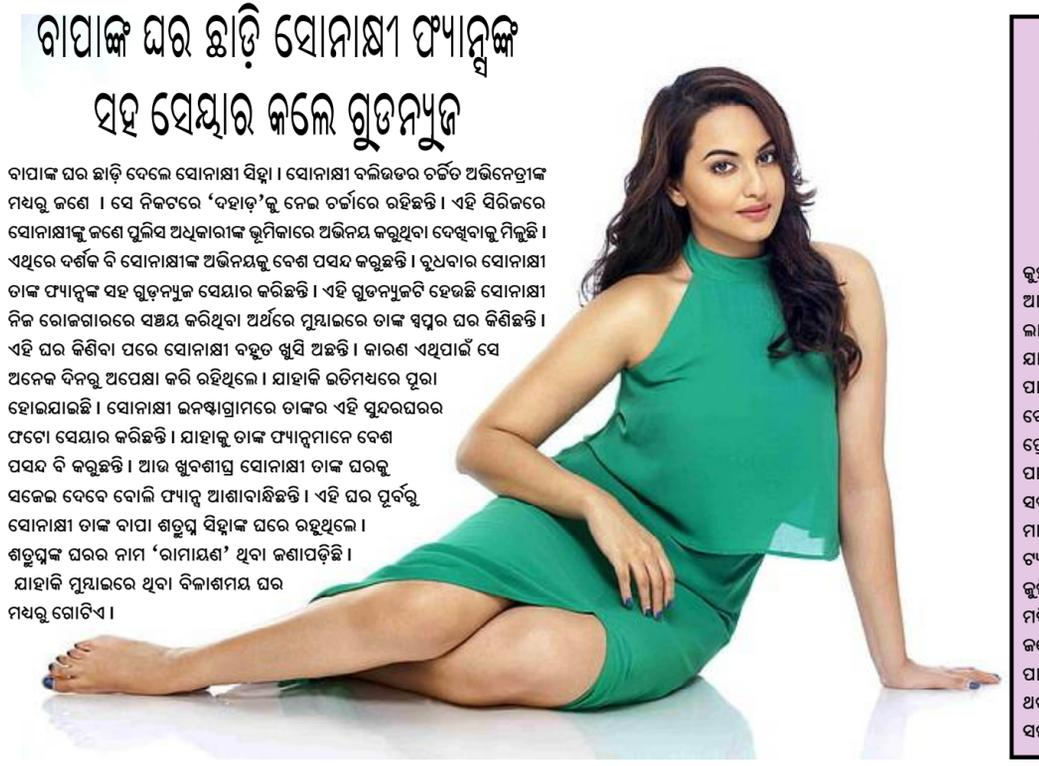 ବାପାଙ୍କ ଘର ଛାଡ଼ି ସୋନାକ୍ଷୀ ଫ୍ୟାନ୍ସଙ୍କ
ସହ ସେୟାର କଲେ ଗୁଡନ୍ୟୁଜ
ବାପାଙ୍କ ଘର ଛାଡ଼ି ଦେଲେ ସୋନାକ୍ଷୀ ସିହ୍ନା । ସୋନାକ୍ଷୀ ବଲିଉଡର ଚର୍ଚ୍ଚିତ ଅଭିନେତ୍ରୀଙ୍କ
ମଧ୍ୟରୁ ଜଣେ । ସେ ନିକଟରେ ‘ଦହାଡ଼’କୁ ନେଇ ଚର୍ଚ୍ଚାରେ ରହିଛନ୍ତି । ଏହି ସିରିଜରେ
ସୋନାକ୍ଷୀଙ୍କୁ ଜଣେ ପୁଲିସ ଅଧିକାରୀଙ୍କ ଭୂମିକାରେ ଅଭିନୟ କରୁଥିବା ଦେଖିବାକୁ ମିଳୁଛି ।
ଏଥିରେ ଦର୍ଶକ ବି ସୋନାକ୍ଷୀଙ୍କ ଅଭିନୟକୁ ବେଶ ପସନ୍ଦ କରୁଛନ୍ତି । ବୁଧବାର ସୋନାକ୍ଷୀ
ତାଙ୍କ ଫ୍ୟାନ୍ସଙ୍କ ସହ ଗୁଡ଼ନ୍ୟୁଜ ସେୟାର କରିଛନ୍ତି । ଏହି ଗୁଡନ୍ୟୁଜଟି ହେଉଛି ସୋନାକ୍ଷୀ
ନିଜ ରୋଜଗାରରେ ସଞ୍ଚୟ କରିଥିବା ଅର୍ଥରେ ମୁମ୍ବାଇରେ ତାଙ୍କ ସ୍ୱପ୍ନର ଘର କିଣିଛନ୍ତି ।
ଏହି ଘର କିଣିବା ପରେ ସୋନାକ୍ଷୀ ବହୁତ ଖୁସି ଅଛନ୍ତି । କାରଣ ଏଥିପାଇଁ ସେ
ଅନେକ ଦିନରୁ ଅପେକ୍ଷା କରି ରହିଥିଲେ । ଯାହାକି ଇତିମଧ୍ୟରେ ପୂରା
ହୋଇଯାଇଛି । ସୋନାକ୍ଷୀ ଇନଷ୍ଟାଗ୍ରାମରେ ତାଙ୍କର ଏହି ସୁନ୍ଦରଘରର
ଫଟୋ ସେୟାର କରିଛନ୍ତି । ଯାହାକୁ ତାଙ୍କ ଫ୍ୟାନ୍ସମାନେ ବେଶ
ପସନ୍ଦ ବି କରୁଛନ୍ତି । ଆଉ ଖୁବଶୀଘ୍ର ସୋନାକ୍ଷୀ ତାଙ୍କ ଘରକୁ
ସଜେଇ ଦେବେ ବୋଲି ଫ୍ୟାନ୍ସ ଆଶାବାନ୍ଧିଛନ୍ତି । ଏହି ଘର ପୂର୍ବରୁ
ସୋନାକ୍ଷୀ ତାଙ୍କ ବାପା ଶତ୍ରୁଘ୍ନ ସିହ୍ନାଙ୍କ ଘରେ ରହୁଥିଲେ ।
ଶତ୍ରୁଘ୍ନଙ୍କ ଘରର ନାମ ‘ରାମାୟଣ’ ଥିବା ଜଣାପଡ଼ିଛି ।
ଯାହାକି ମୁମ୍ବାଇରେ ଥିବା ବିଳାଶମୟ ଘର
ମଧ୍ୟରୁ ଗୋଟିଏ ।